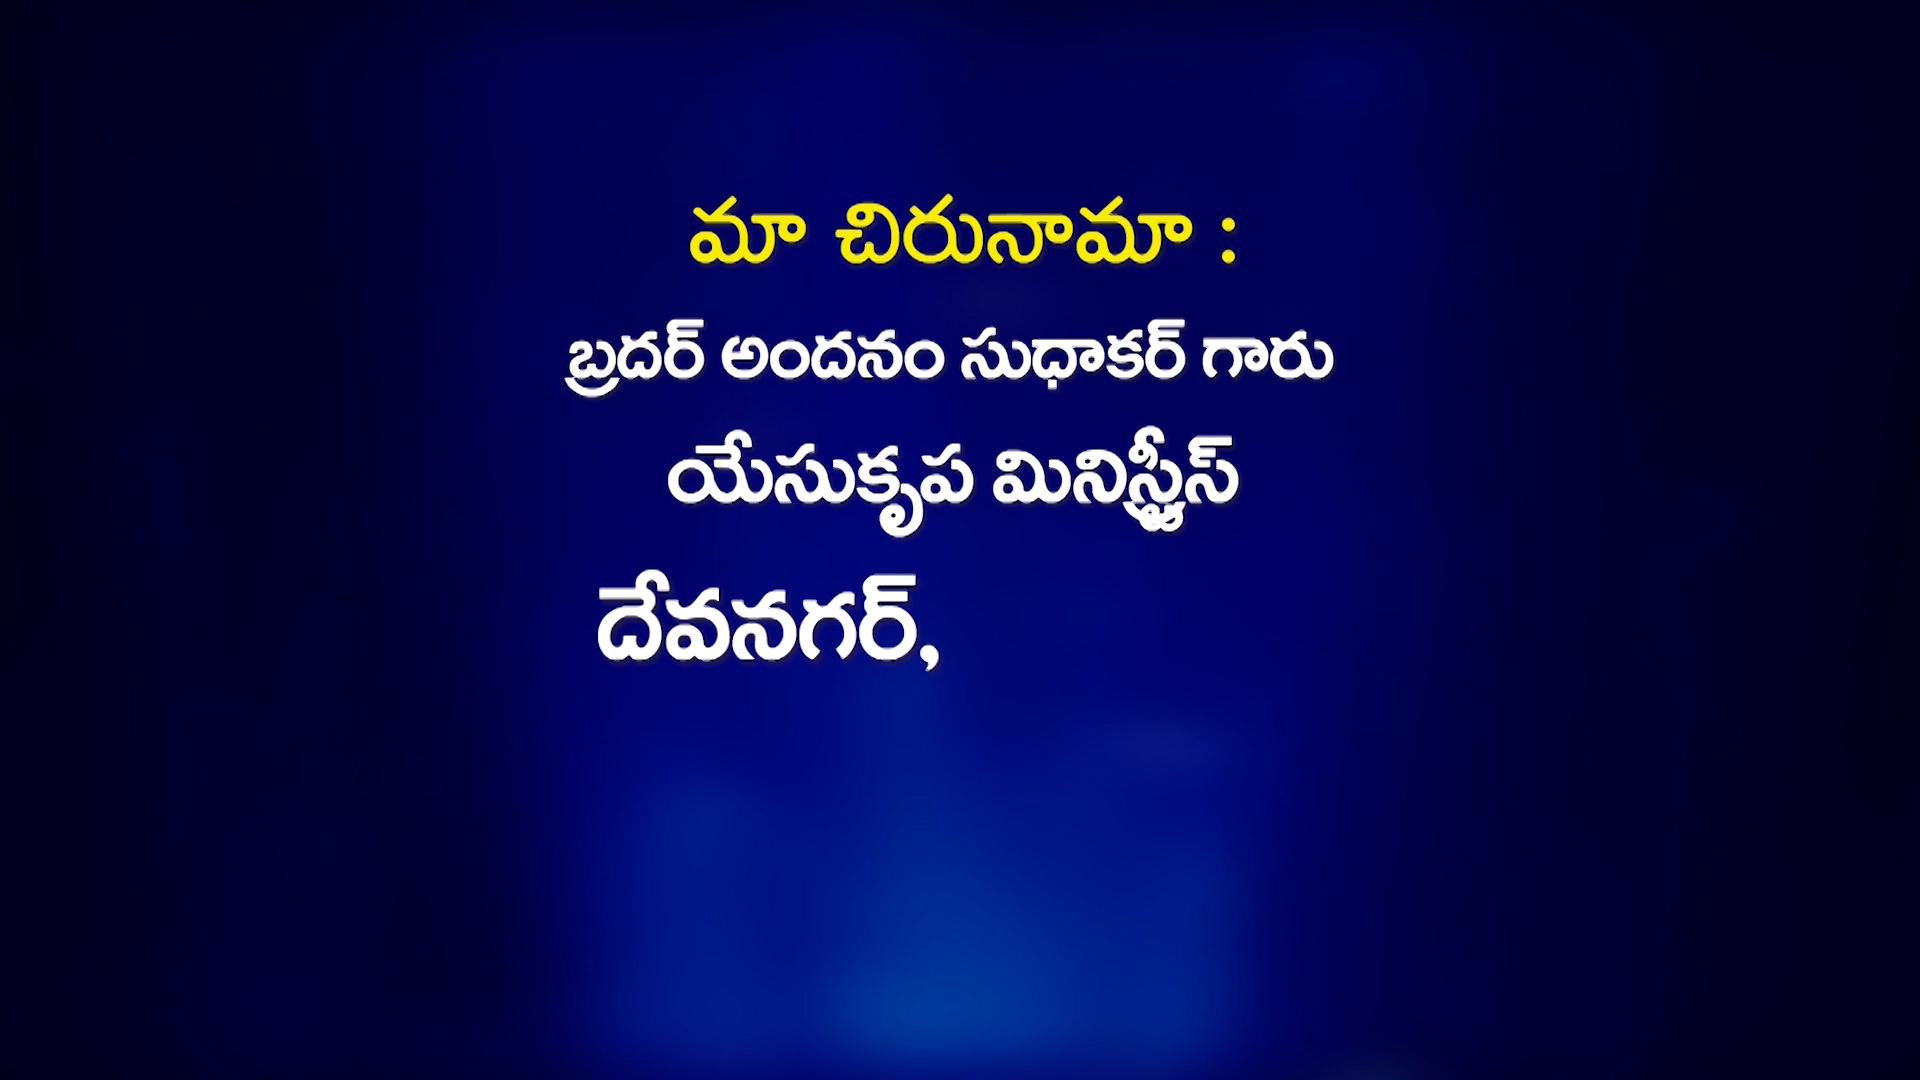 మా చిరునామా :
బ్రదర్ అందనం సుధాకర్ గారు
యేసుకృప మినిస్ట్రీస్
దేవనగర్,